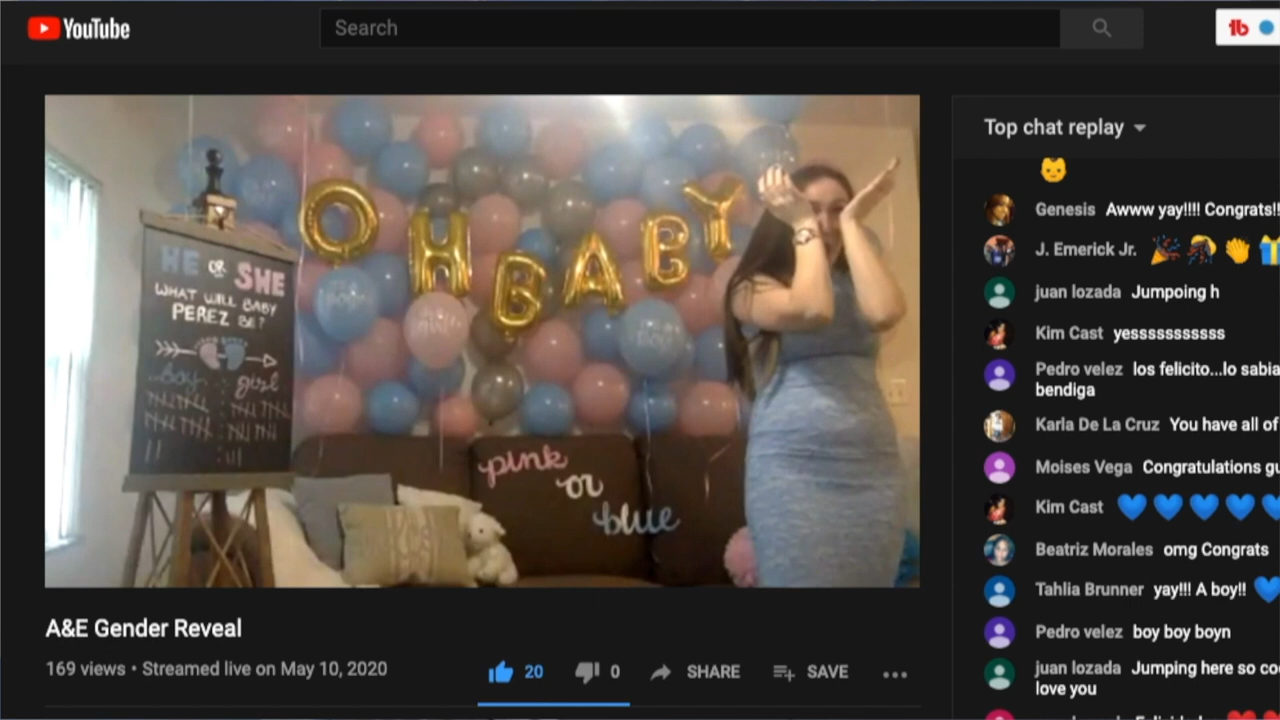 YouTube
Search
Top chat replay
OH BABY
HE OR SHE
WHAT WILL BABY
PEREZ BE?
boy girl
pink
or
blue
Genesis Awww yay!!!! Congrats!!
J. Emerick Jr.
juan lozada Jumpoing h
Kim Cast yesssssssssss
Pedro velez los felicito...lo sabia
bendiga
Karla De La Cruz You have all of
Moises Vega Congratulations gu
Kim Cast
Beatriz Morales omg Congrats
Tahlia Brunner yay!!! A boy!!
Pedro velez boy boy boyn
juan lozada Jumping here so co
love you
A&E Gender Reveal
169 views • Streamed live on May 10, 2020
20 0 SHARE SAVE